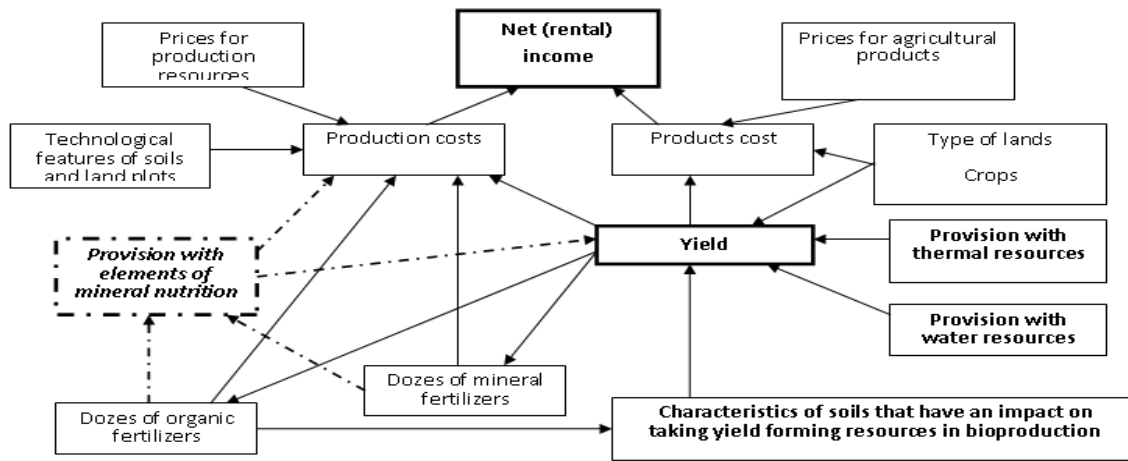 Prices for
production
resources
Net (rental)
income
Prices for agricultural
products
Technological
features of soils
and land plots
Production costs
Products cost
Type of lands
Crops
Provision with
elements of
mineral nutrition
Yield
Provision with
thermal resources
Provision with
water resources
Dozes of mineral
fertilizers
Dozes of organic
fertilizers
Characteristics of soils that have an impact on
taking yield forming resources in bioproduction